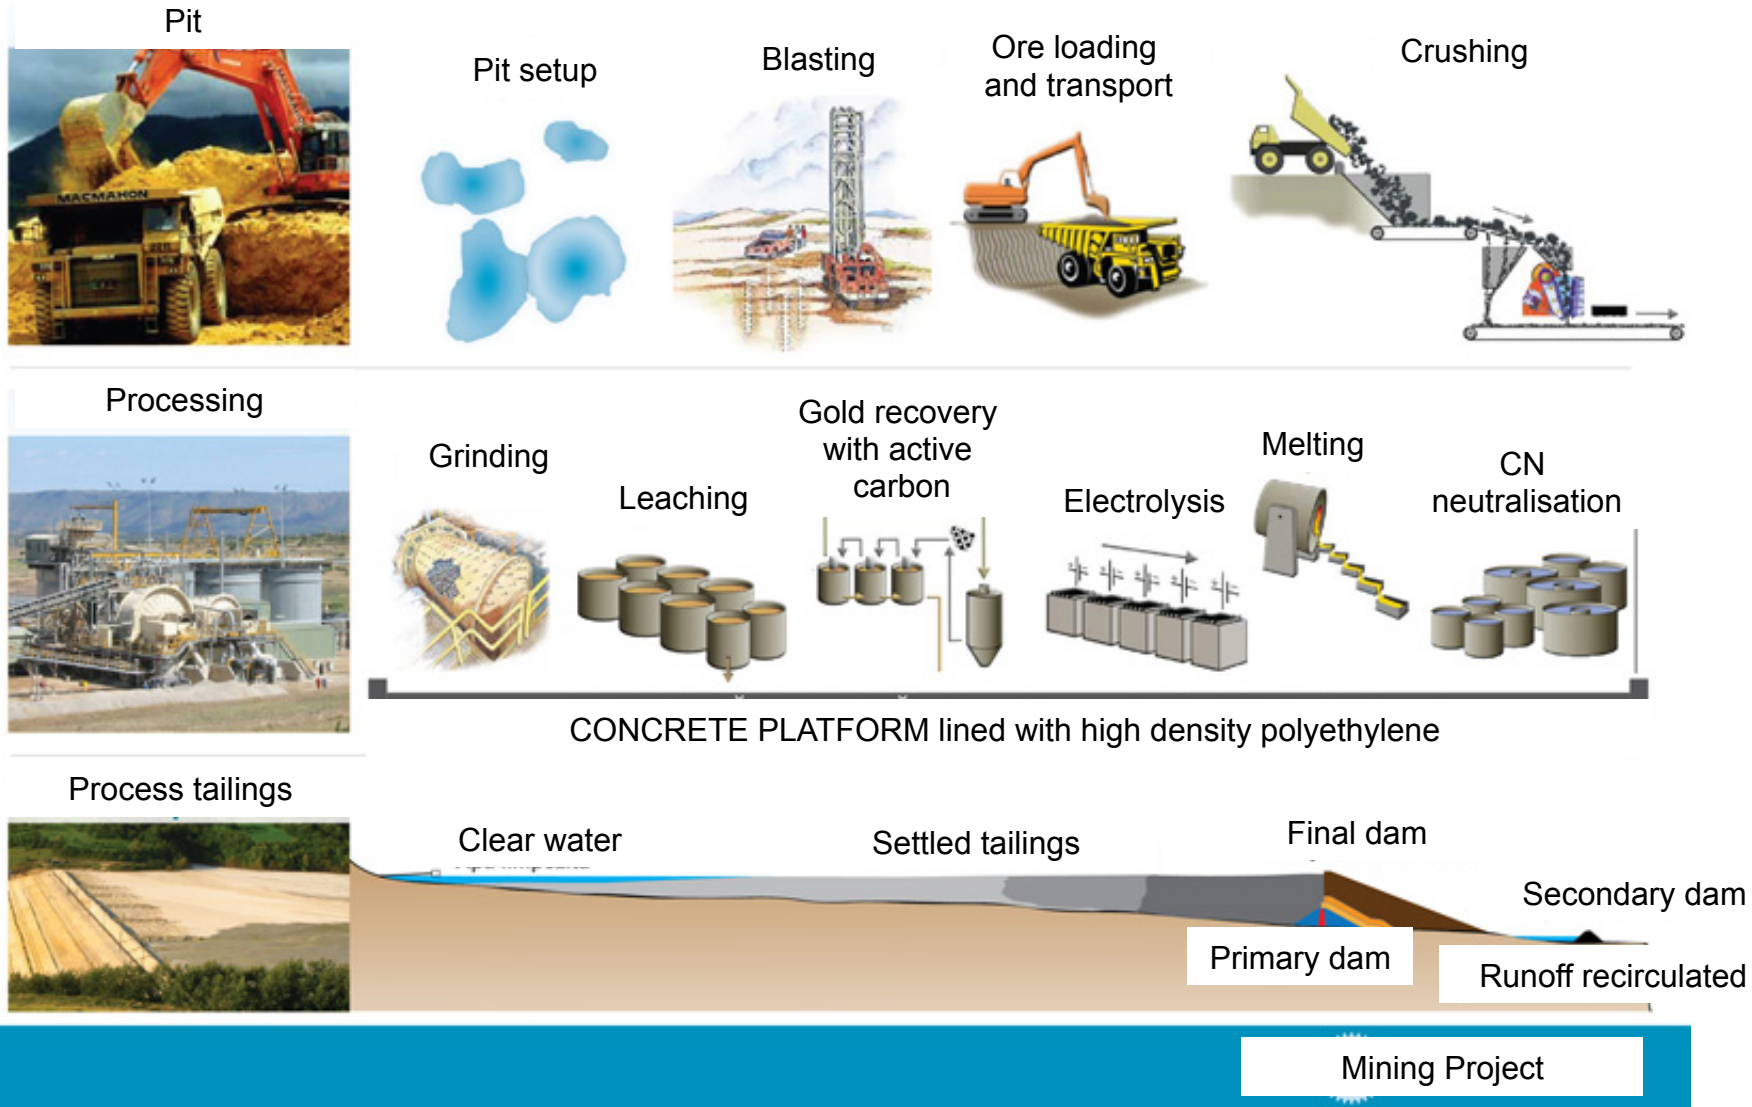 Pit
Pit setup
Blasting
Ore loading
and transport
Crushing
MACMAHON
Processing
Grinding
Leaching
Gold recovery
with active
carbon
Electrolysis
Melting
CN
neutralisation
CONCRETE PLATFORM lined with high density polyethylene
Process tailings
Clear water
Settled tailings
Final dam
Secondary dam
Primary dam
Runoff recirculated
Mining Project